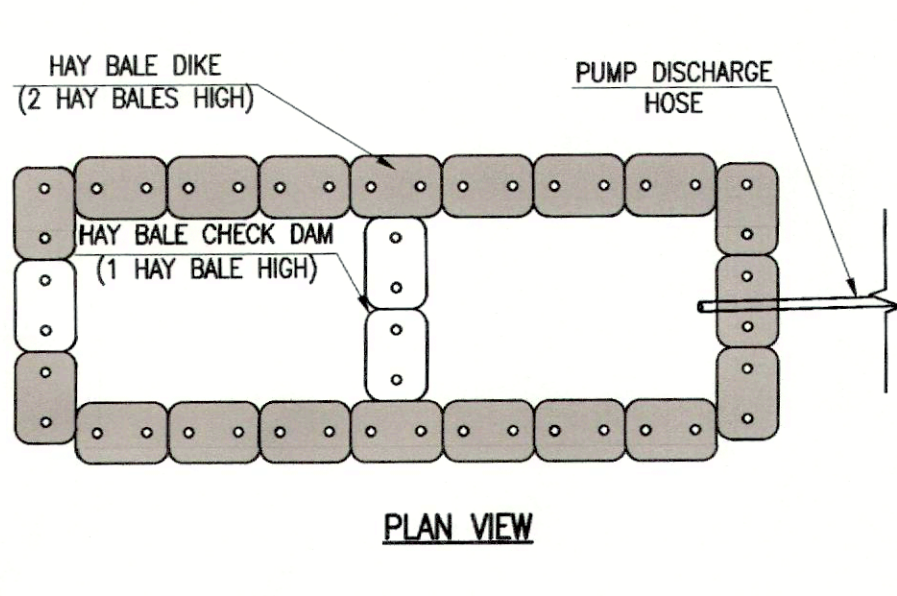 HAY BALE DIKE
(2 HAY BALES HIGH)
PUMP DISCHARGE
HOSE
HAY BALE CHECK DAM
(1 HAY BALE HIGH)
PLAN VIEW